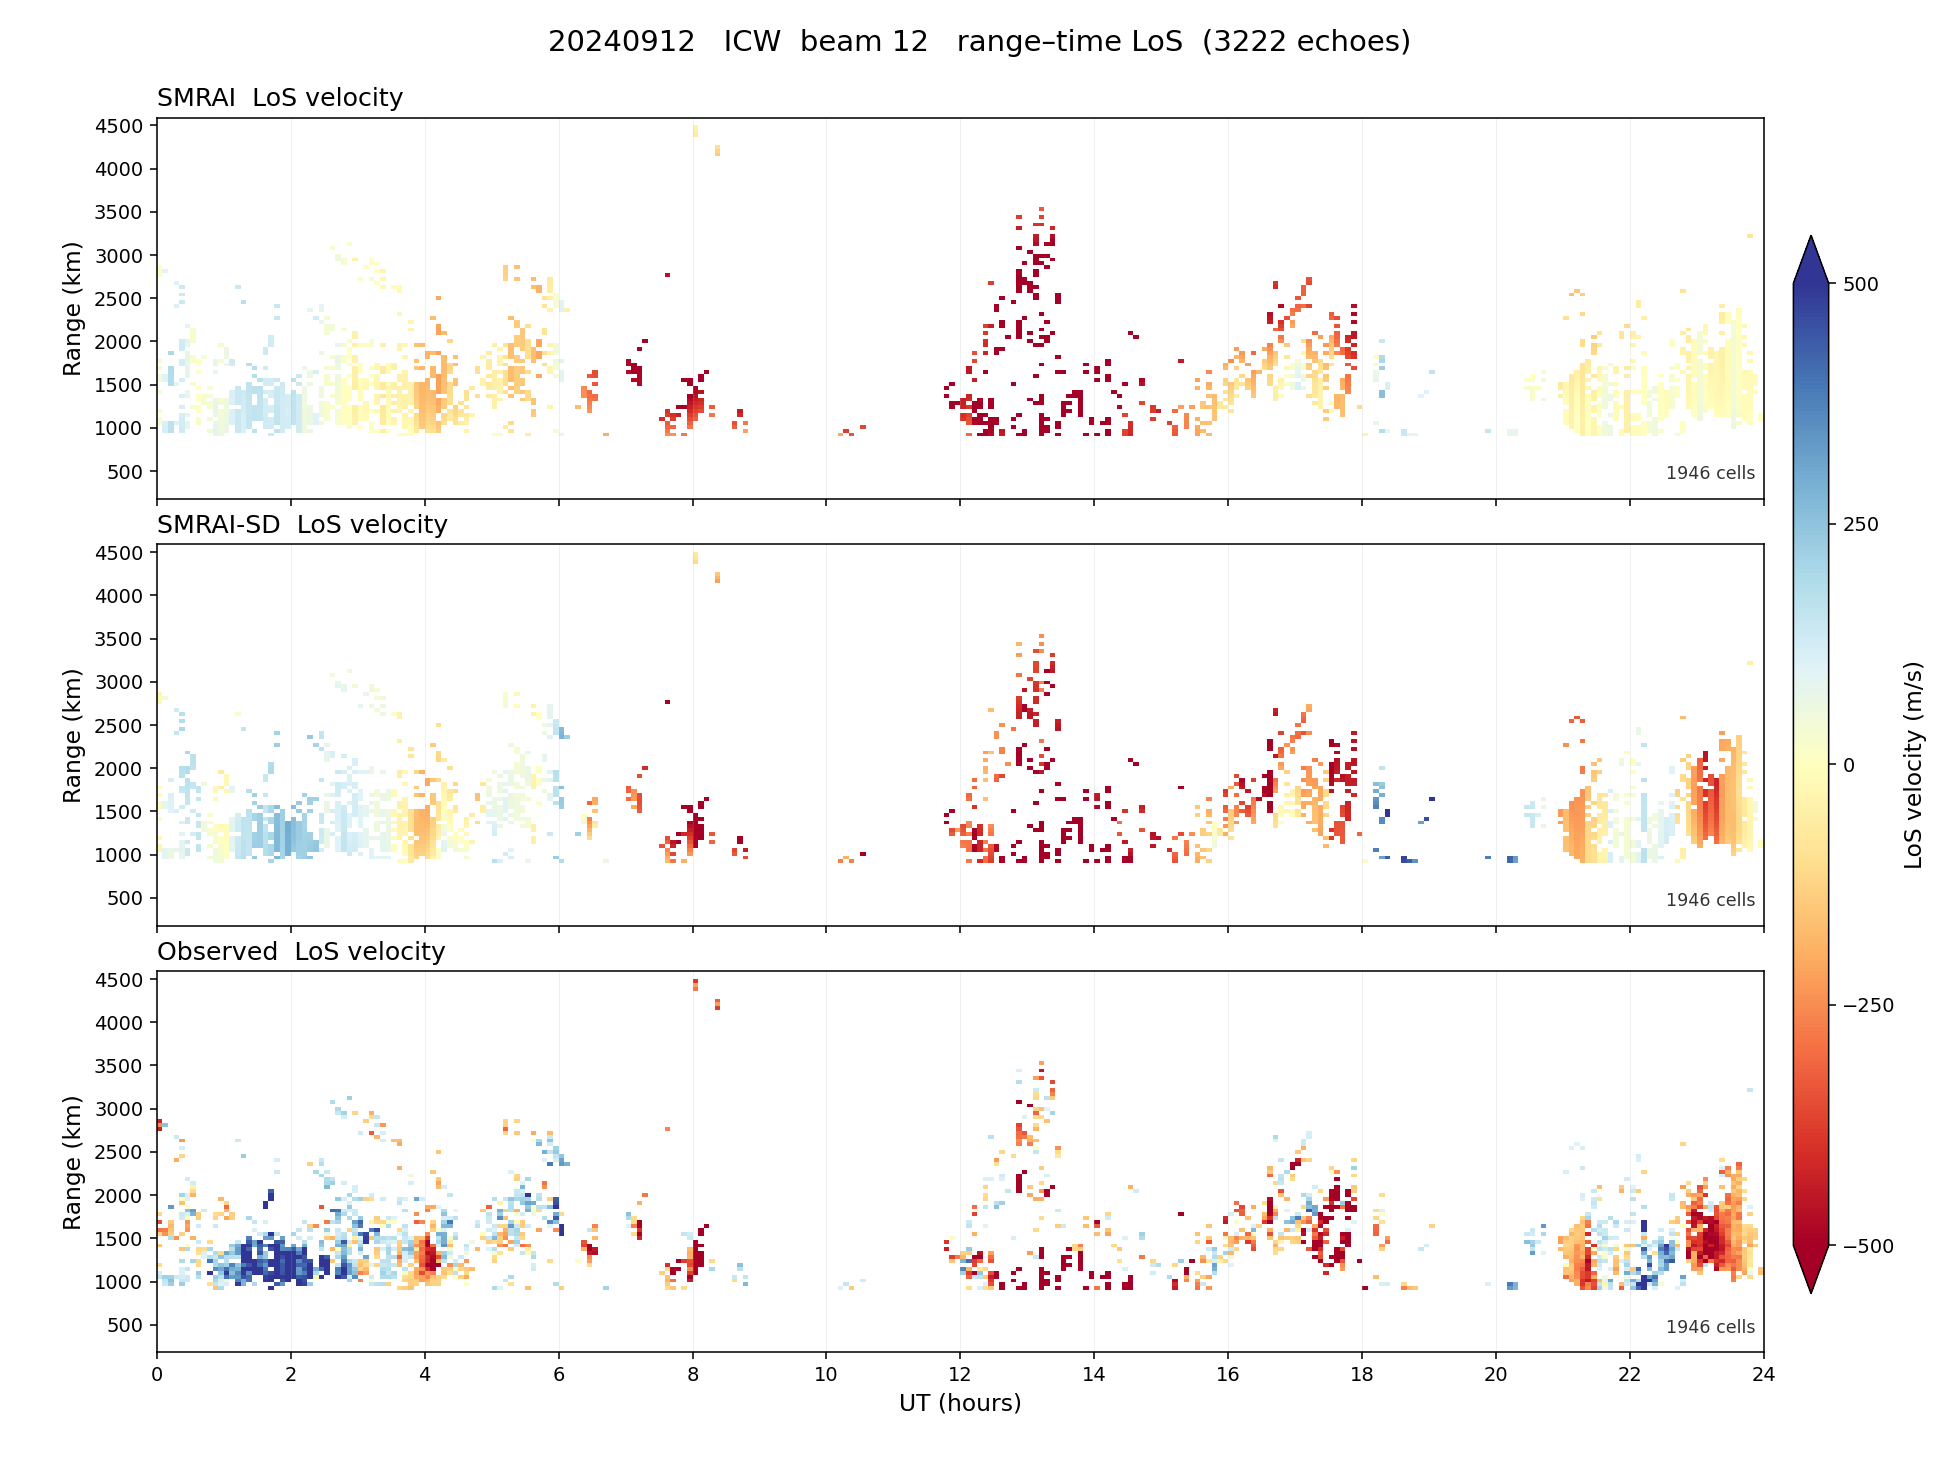 20240912   ICW  beam 12   range–time LoS  (3222 echoes)
SMRAI  LoS velocity
4500
4000
3500
3000
2500
2000
1500
1000
500
Range (km)
1946 cells
SMRAI-SD  LoS velocity
4500
4000
3500
3000
2500
2000
1500
1000
500
Range (km)
1946 cells
Observed  LoS velocity
4500
4000
3500
3000
2500
2000
1500
1000
500
Range (km)
1946 cells
0 2 4 6 8 10 12 14 16 18 20 22 24
UT (hours)
500
250
0
−250
−500
LoS velocity (m/s)